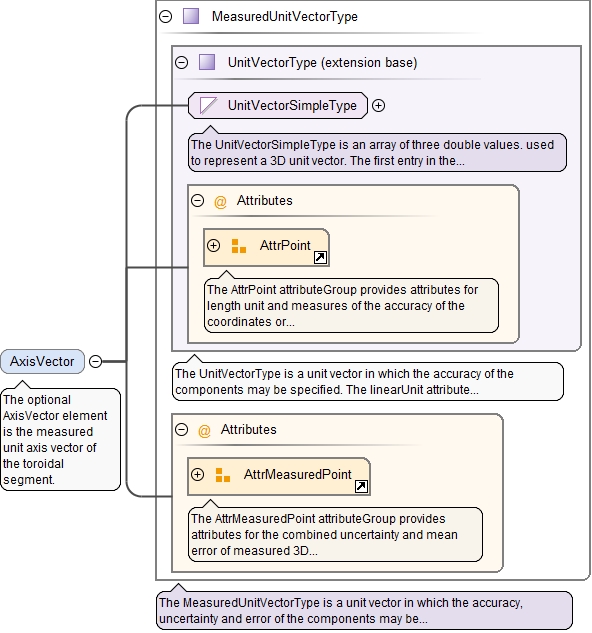 MeasuredUnitVectorType
UnitVectorType (extension base)
UnitVectorSimpleType
The UnitVectorSimpleType is an array of three double values. used
to represent a 3D unit vector. The first entry in the...
@ Attributes
AttrPoint
The AttrPoint attributeGroup provides attributes for
length unit and measures of the accuracy of the
coordinates or...
AxisVector
The optional
AxisVector element
is the measured
unit axis vector of
the toroidal
segment.
The UnitVectorType is a unit vector in which the accuracy of the
components may be specified. The linearUnit attribute...
@ Attributes
AttrMeasuredPoint
The AttrMeasuredPoint attributeGroup provides
attributes for the combined uncertainty and mean
error of measured 3D...
The MeasuredUnitVectorType is a unit vector in which the accuracy,
uncertainty and error of the components may be...